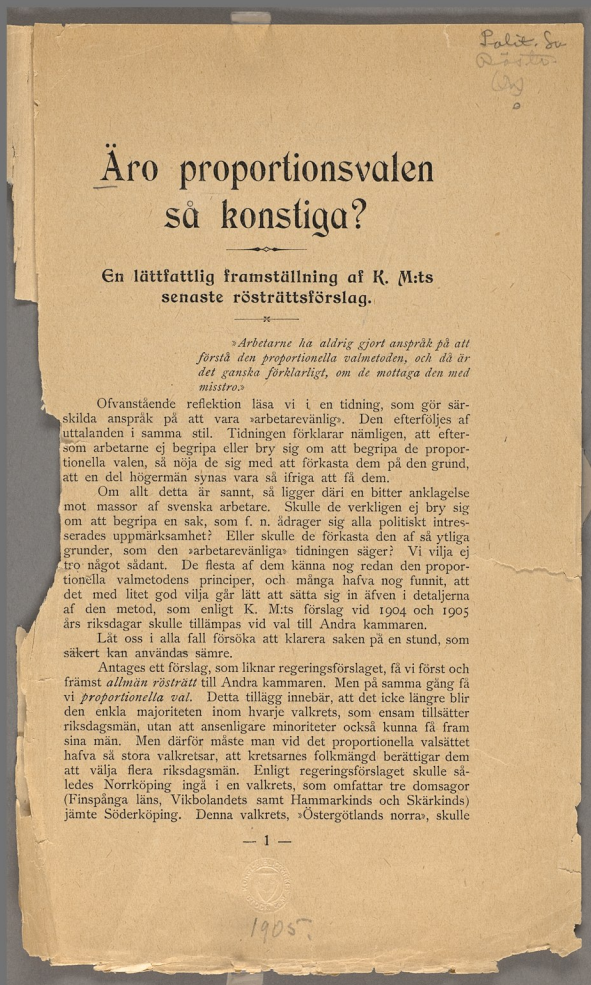 Polit. Sv
Äro proportionsvalen
så konstiga?
En lättfattlig framställning af K. M:ts
senaste rösträttsförslag.
»Arbetarne ha aldrig gjort anspråk på att
förstå den proportionella valmetoden, och då är
det ganska förklarligt, om de mottaga den med
misstro.»
Ofvanstående reflektion läsa vi i en tidning, som gör sär-
skilda anspråk på att vara »arbetarevänlig». Den efterföljes af
uttalanden i samma stil. Tidningen förklarar nämligen, att efter-
som arbetarne ej begripa eller bry sig om att begripa de propor-
tionella valen, så nöja de sig med att förkasta dem på den grund,
att en del högermän synas vara så ifriga att få dem.
Om allt detta är sannt, så ligger däri en bitter anklagelse
mot massor af svenska arbetare. Skulle de verkligen ej bry sig
om att begripa en sak, som f. n. ådrager sig alla politiskt intres-
serades uppmärksamhet? Eller skulle de förkasta den af så ytliga
grunder, som den »arbetarevänliga» tidningen säger? Vi vilja ej
tro något sådant. De flesta af dem känna nog redan den propor-
tionella valmetodens principer, och många hafva nog funnit, att
det med litet god vilja går lätt att sätta sig in äfven i detaljerna
af den metod, som enligt K. M:ts förslag vid 1904 och 1905
års riksdagar skulle tillämpas vid val till Andra kammaren.
Låt oss i alla fall försöka att klarera saken på en stund, som
säkert kan användas sämre.
Antages ett förslag, som liknar regeringsförslaget, få vi först och
främst allmän rösträtt till Andra kammaren. Men på samma gång få
vi proportionella val. Detta tillägg innebär, att det icke längre blir
den enkla majoriteten inom hvarje valkrets, som ensam tillsätter
riksdagsmän, utan att ansenligare minoriteter också kunna få fram
sina män. Men därför måste man vid det proportionella valsättet
hafva så stora valkretsar, att kretsarnes folkmängd berättigar dem
att välja flera riksdagsmän. Enligt regeringsförslaget skulle så-
ledes Norrköping ingå i en valkrets, som omfattar tre domsagor
(Finspånga läns, Vikbolandets samt Hammarkinds och Skärkinds)
jämte Söderköping. Denna valkrets, »Östergötlands norra», skulle
— 1 —
1905.